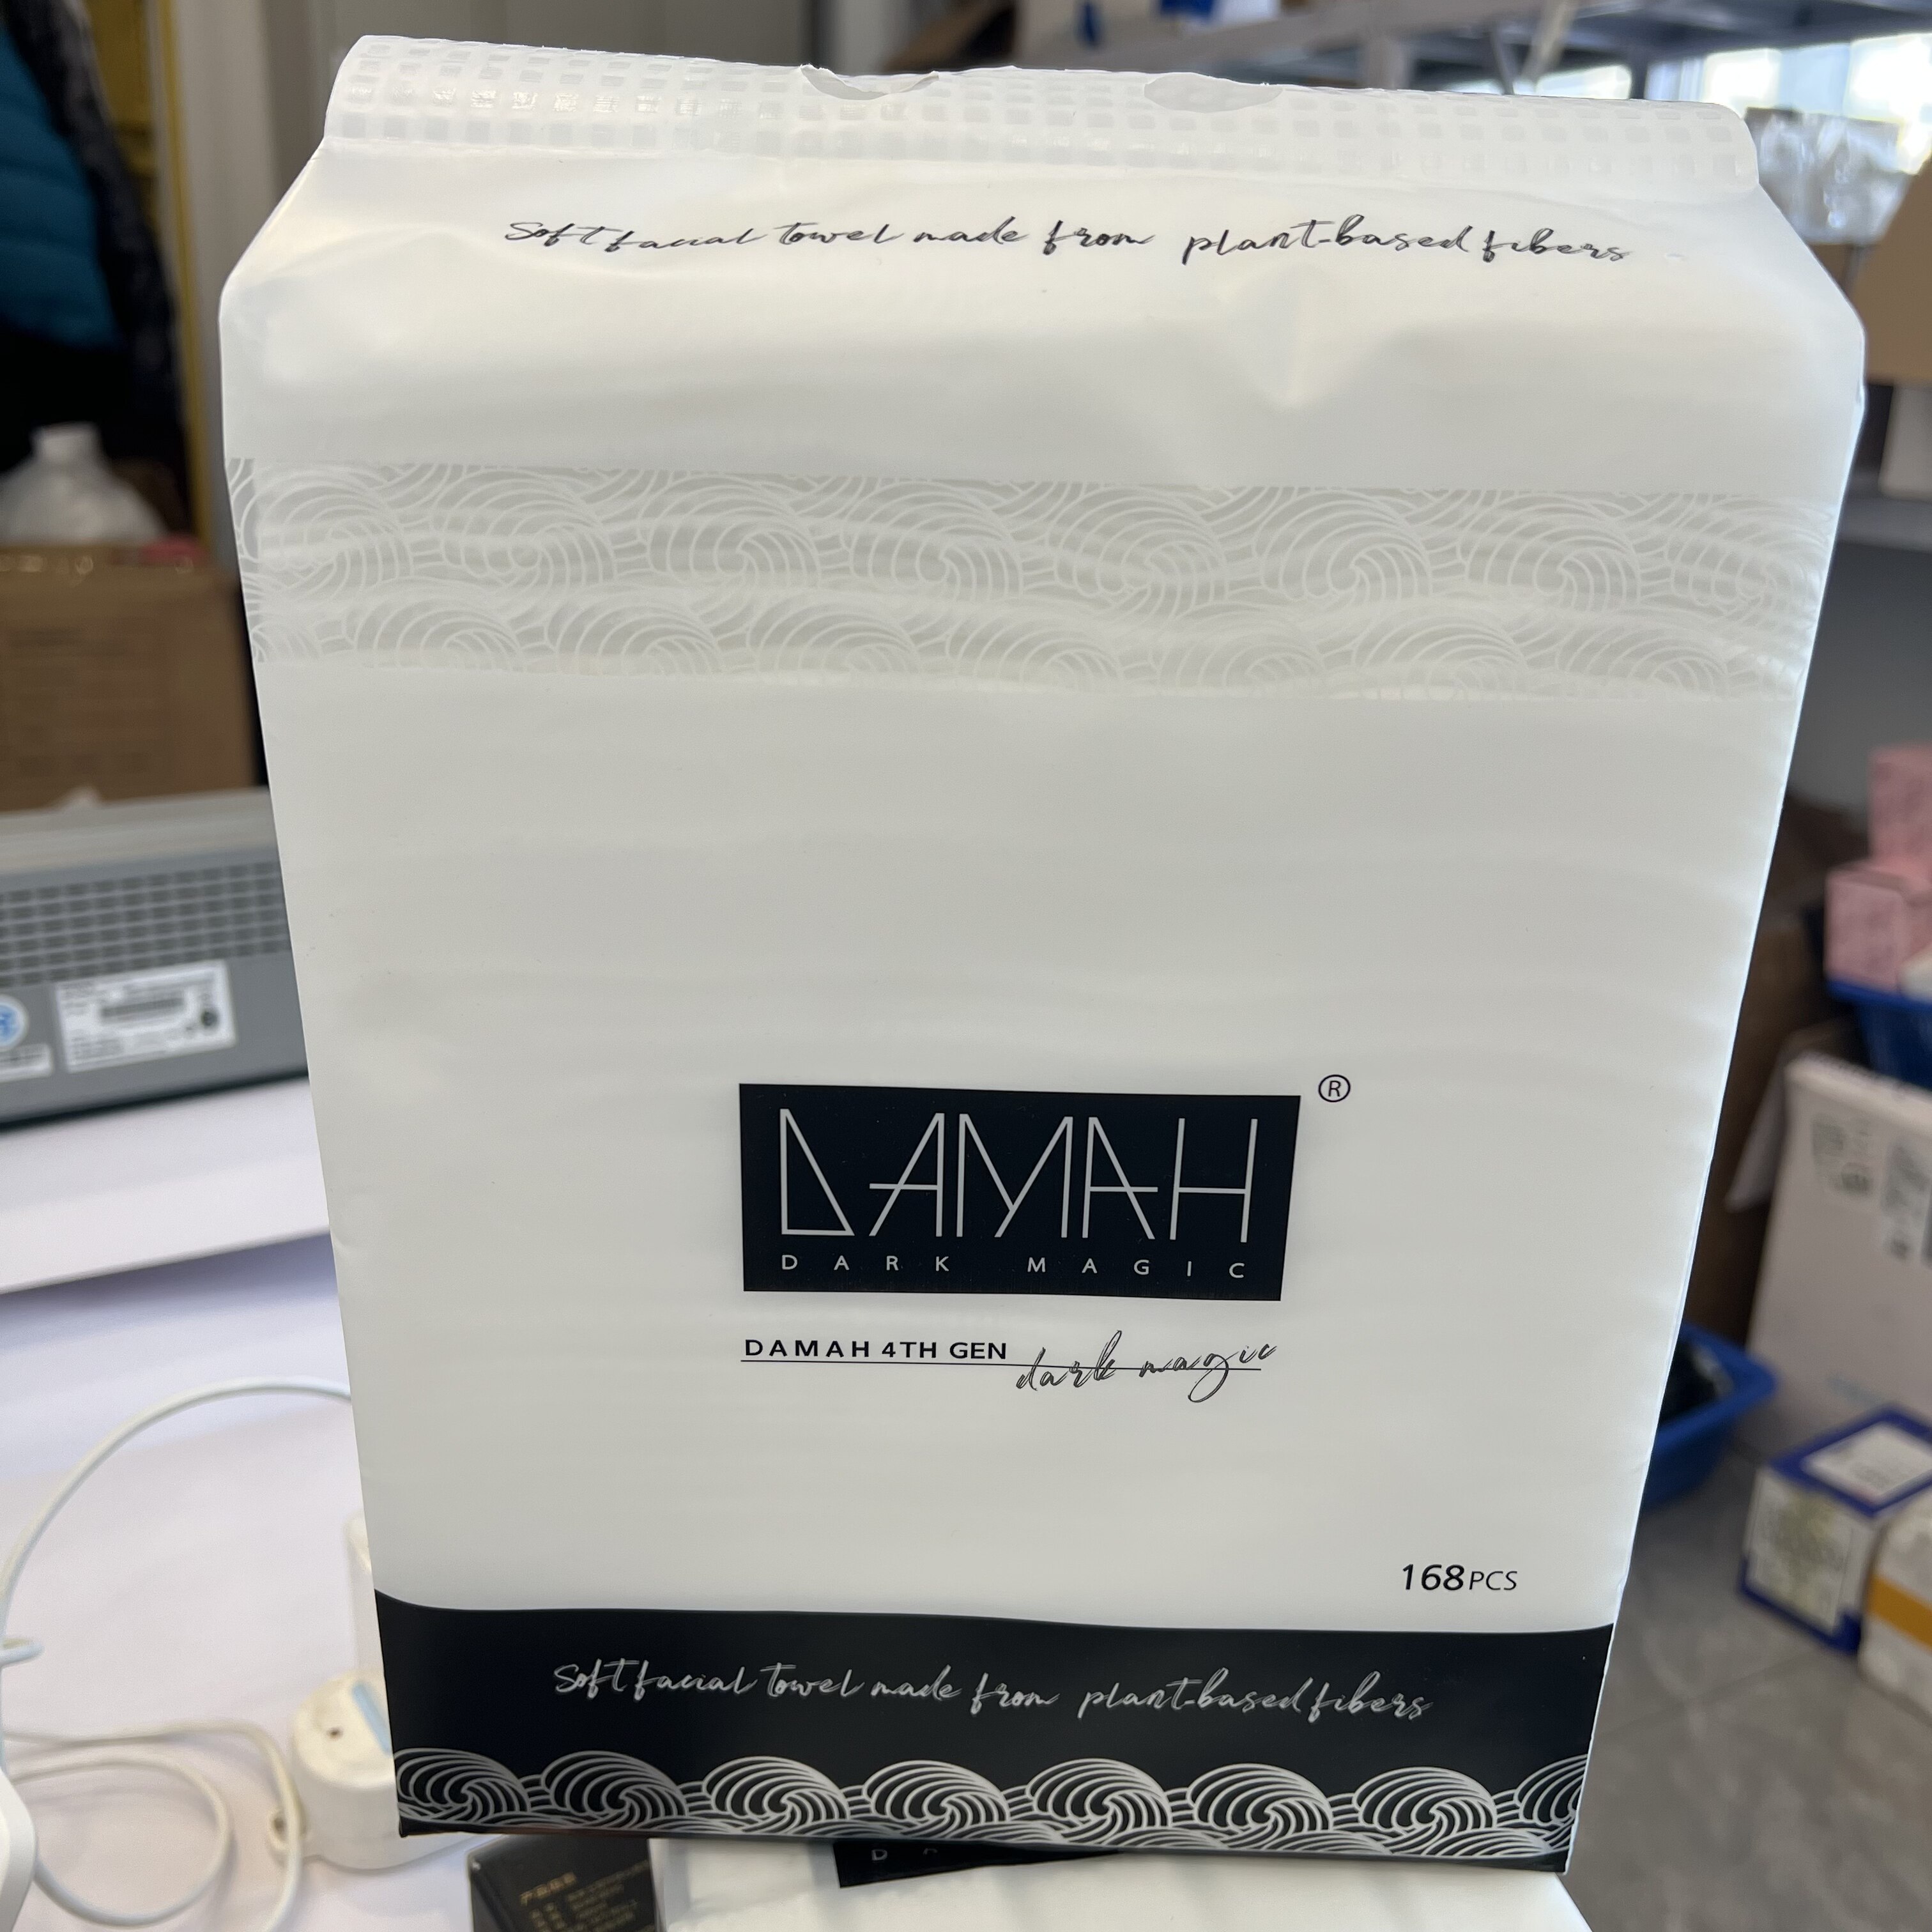 Soft facial towel made from plant-based fibers
®
DAMAH
DARK MAGIC
DAMAH 4TH GEN dark magic
168PCS
Soft facial towel made from plant-based fibers
D A